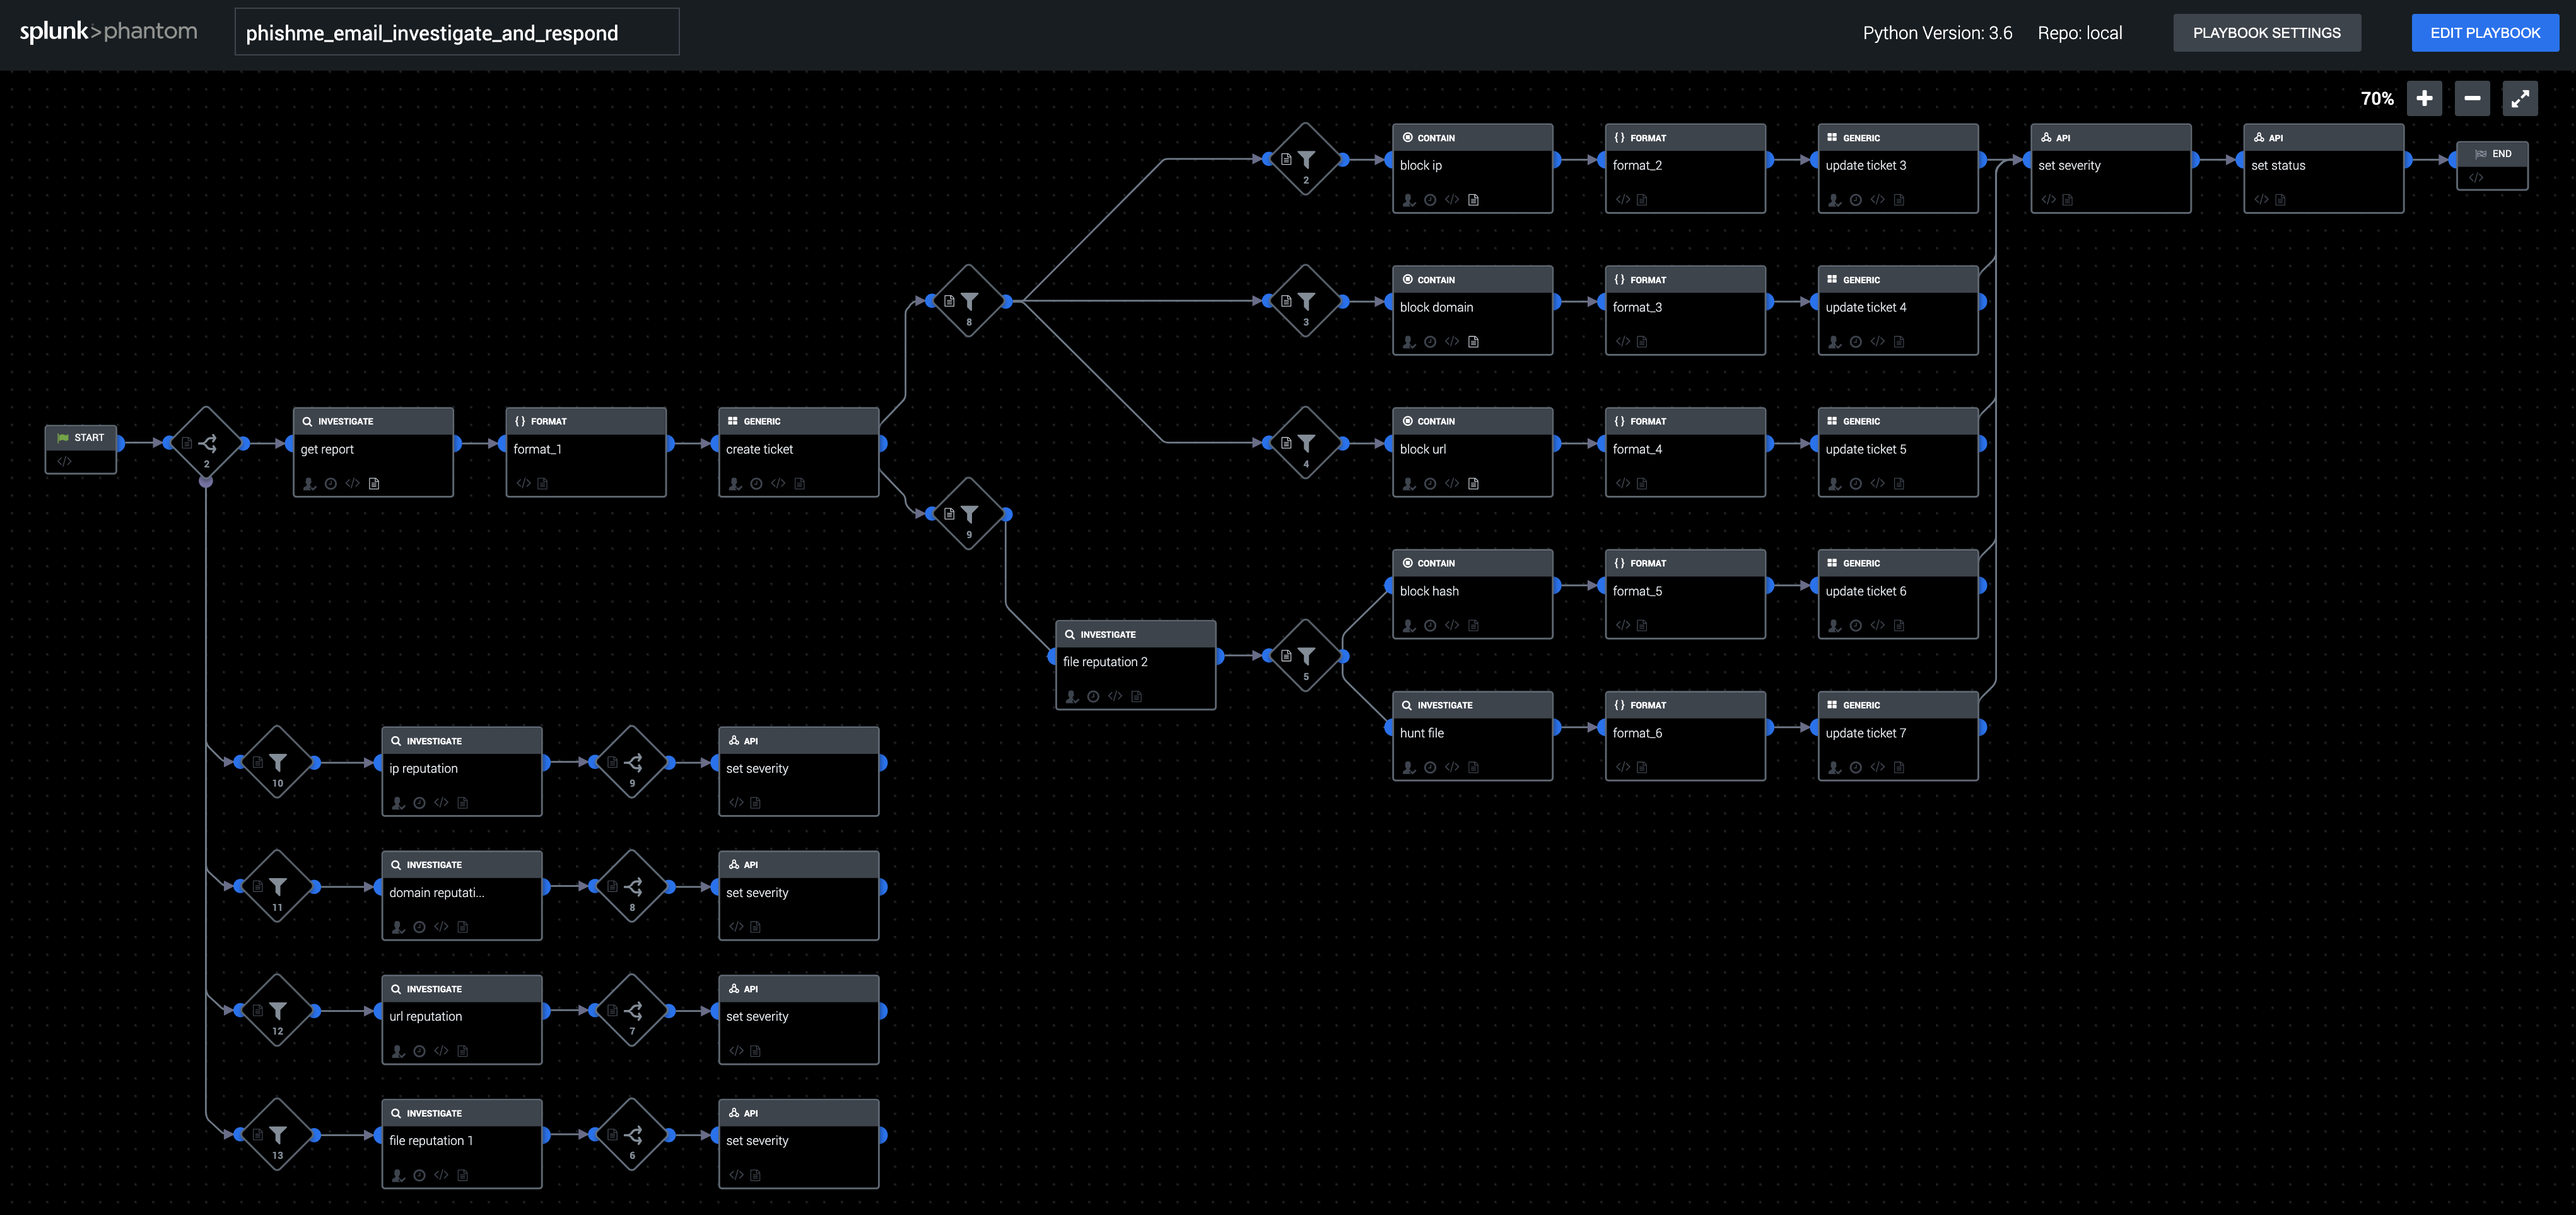 splunk>phantom
phishme_email_investigate_and_respond
Python Version: 3.6
Repo: local
PLAYBOOK SETTINGS
EDIT PLAYBOOK
70%
CONTAIN
block ip
{ } FORMAT
format_2
GENERIC
update ticket 3
API
set severity
API
set status
END
</>
2
CONTAIN
block domain
{ } FORMAT
format_3
GENERIC
update ticket 4
8
3
START
</>
2
INVESTIGATE
get report
{ } FORMAT
format_1
GENERIC
create ticket
4
CONTAIN
block url
{ } FORMAT
format_4
GENERIC
update ticket 5
9
CONTAIN
block hash
{ } FORMAT
format_5
GENERIC
update ticket 6
INVESTIGATE
file reputation 2
5
INVESTIGATE
hunt file
{ } FORMAT
format_6
GENERIC
update ticket 7
10
INVESTIGATE
ip reputation
9
API
set severity
11
INVESTIGATE
domain reputati...
8
API
set severity
12
INVESTIGATE
url reputation
7
API
set severity
13
INVESTIGATE
file reputation 1
6
API
set severity